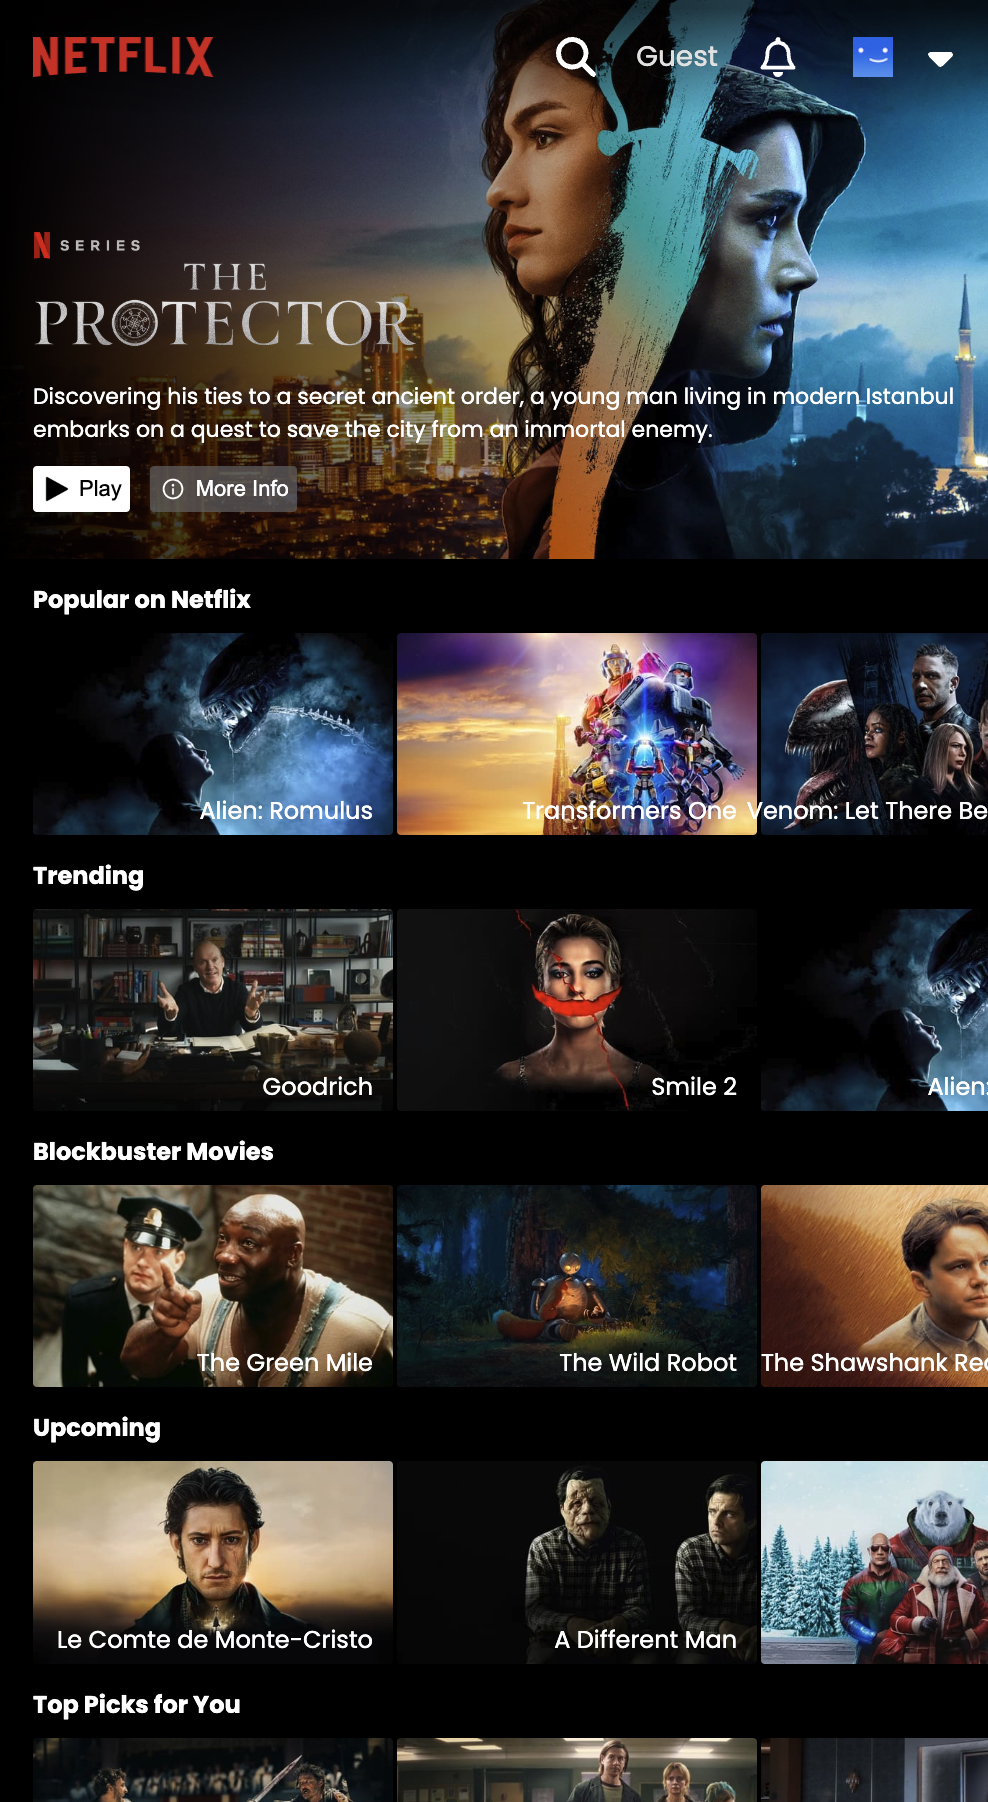 NETFLIX
Guest
N SERIES
THE
PROTECTOR
Discovering his ties to a secret ancient order, a young man living in modern Istanbul
embarks on a quest to save the city from an immortal enemy.
Play
More Info
Popular on Netflix
Alien: Romulus
Transformers One
Venom: Let There Be
Trending
Goodrich
Smile 2
Alien:
Blockbuster Movies
The Green Mile
The Wild Robot
The Shawshank
Upcoming
Le Comte de Monte-Cristo
A Different Man
Top Picks for You